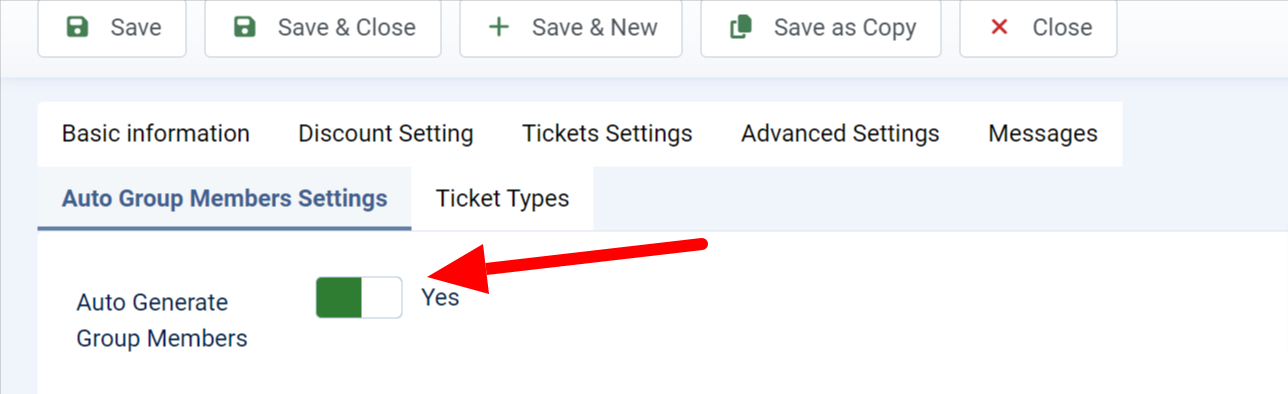 Save Save & Close Save & New Save as Copy Close
Basic information Discount Setting Tickets Settings Advanced Settings Messages
Auto Group Members Settings Ticket Types
Auto Generate
Group Members
Yes